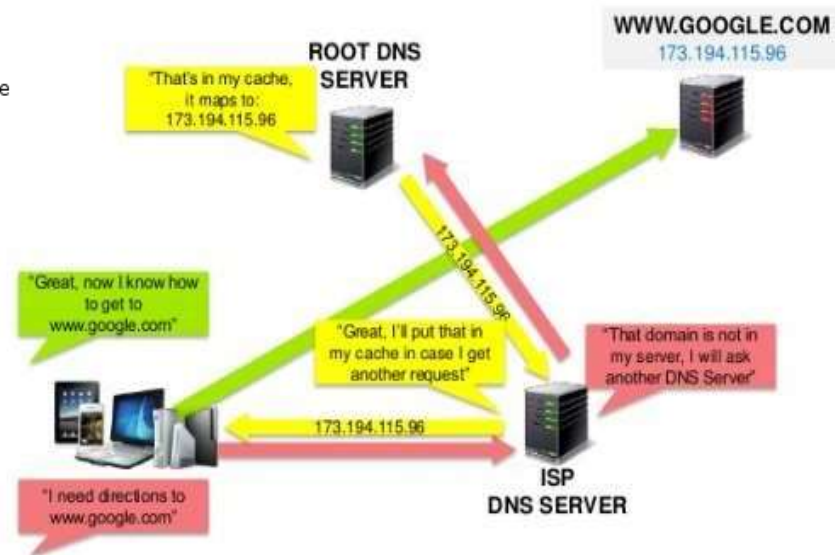 WWW.GOOGLE.COM
173.194.115.96
ROOT DNS
SERVER
"That's in my cache,
it maps to:
173.194.115.96
e
173.194.115.96
"Great, now I know how
to get to
www.google.com"
"Great, I'll put that in
my cache in case I get
another request"
"That domain is not in
my server, I will ask
another DNS Server"
173.194.115.96
ISP
DNS SERVER
"I need directions to
www.google.com"